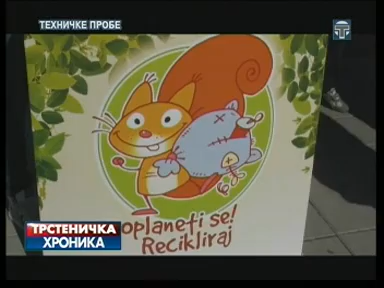 ТЕХНИЧКЕ ПРОБЕ
oplaneti se!
Recikliraj
ТРСТЕНИЧКА
ХРОНИКА